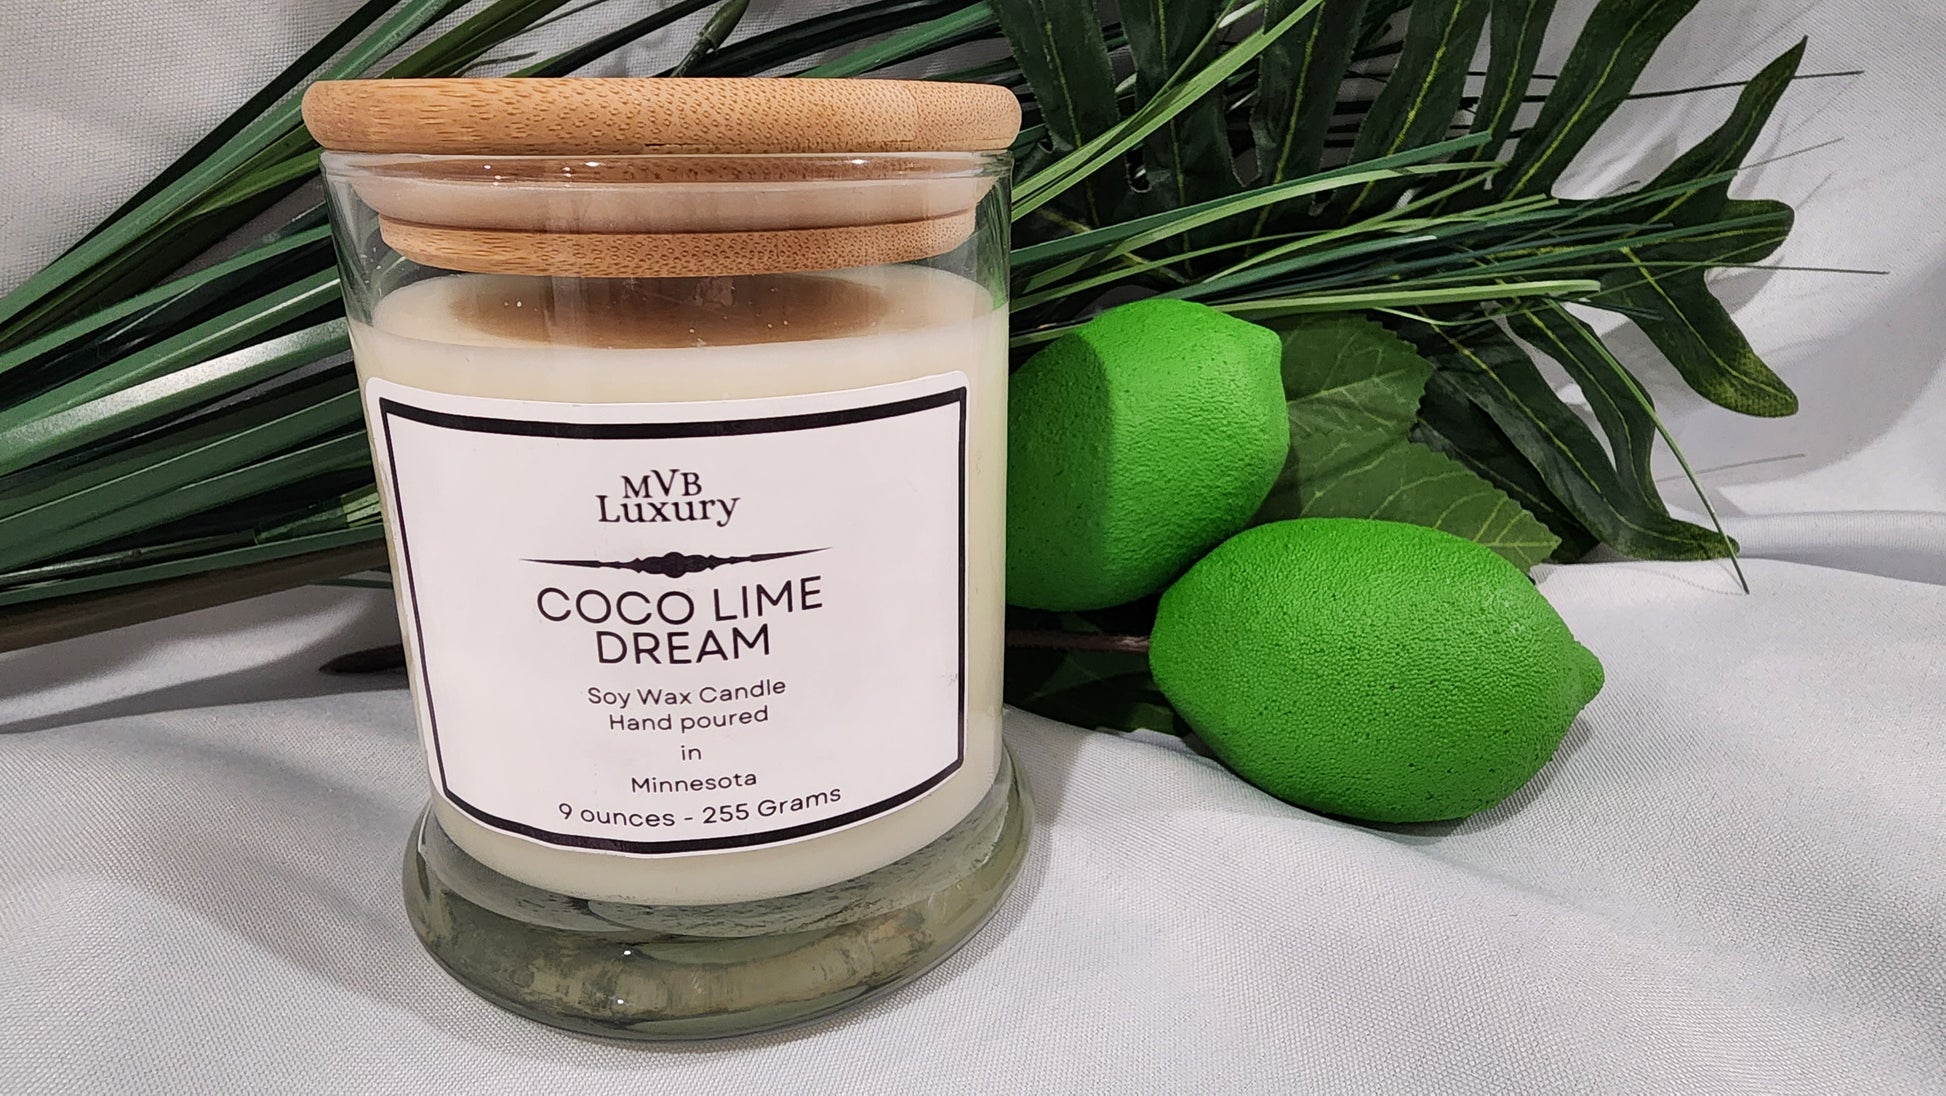 MVB
Luxury
COCO LIME
DREAM
Soy Wax Candle
Hand poured
in
Minnesota
9 ounces - 255 Grams